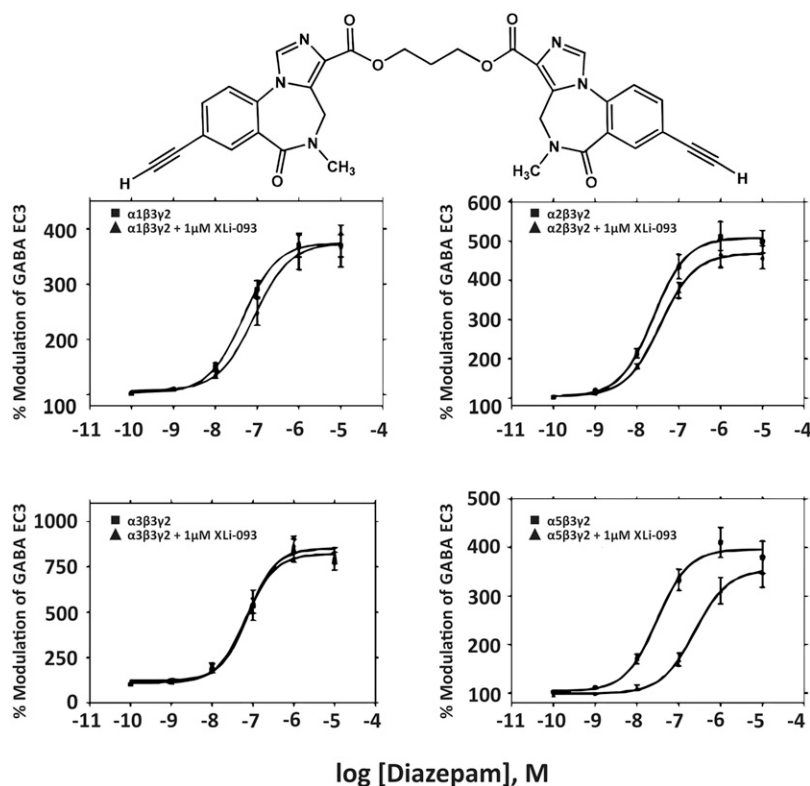 N
O
O
O
O
N
N
N
N
N
CH₃
H₃C
N
O
O
H
H
% Modulation of GABA EC3
400
300
200
100
■ α1β3γ2
▲ α1β3γ2 + 1μM XLi-093
-11 -10 -9 -8 -7 -6 -5 -4
% Modulation of GABA EC3
600
500
400
300
200
100
■ α2β3γ2
▲ α2β3γ2 + 1μM XLi-093
-11 -10 -9 -8 -7 -6 -5 -4
% Modulation of GABA EC3
1000
750
500
250
0
■ α3β3γ2
▲ α3β3γ2 + 1μM XLi-093
-11 -10 -9 -8 -7 -6 -5 -4
% Modulation of GABA EC3
500
400
300
200
100
■ α5β3γ2
▲ α5β3γ2 + 1μM XLi-093
-11 -10 -9 -8 -7 -6 -5 -4
log [Diazepam], M